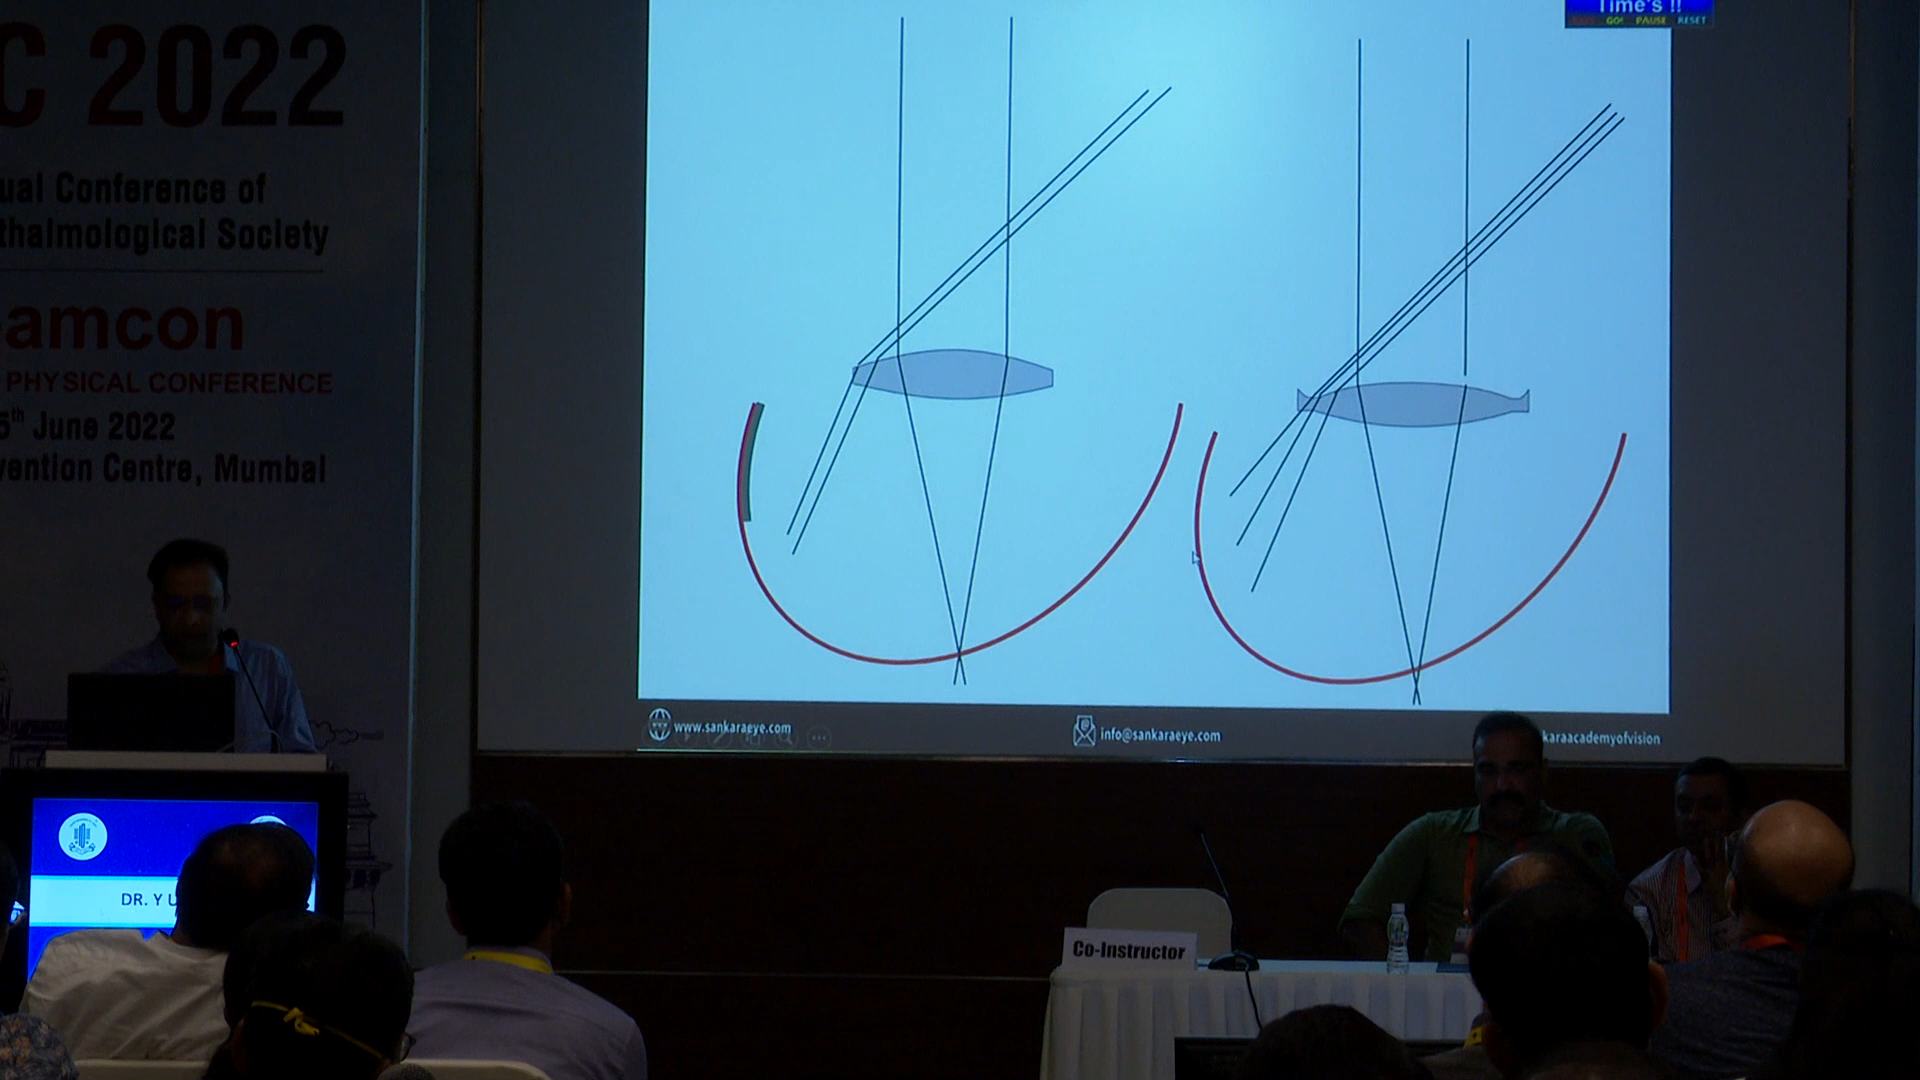 C 2022
ual Conference of
thalmological Society
amcon
PHYSICAL CONFERENCE
5th June 2022
vention Centre, Mumbai
Time's !!
GO! PAUSE RESET
www.sankaraeye.com
info@sankaraeye.com
karaacademyofvision
DR. Y U
Co-Instructor